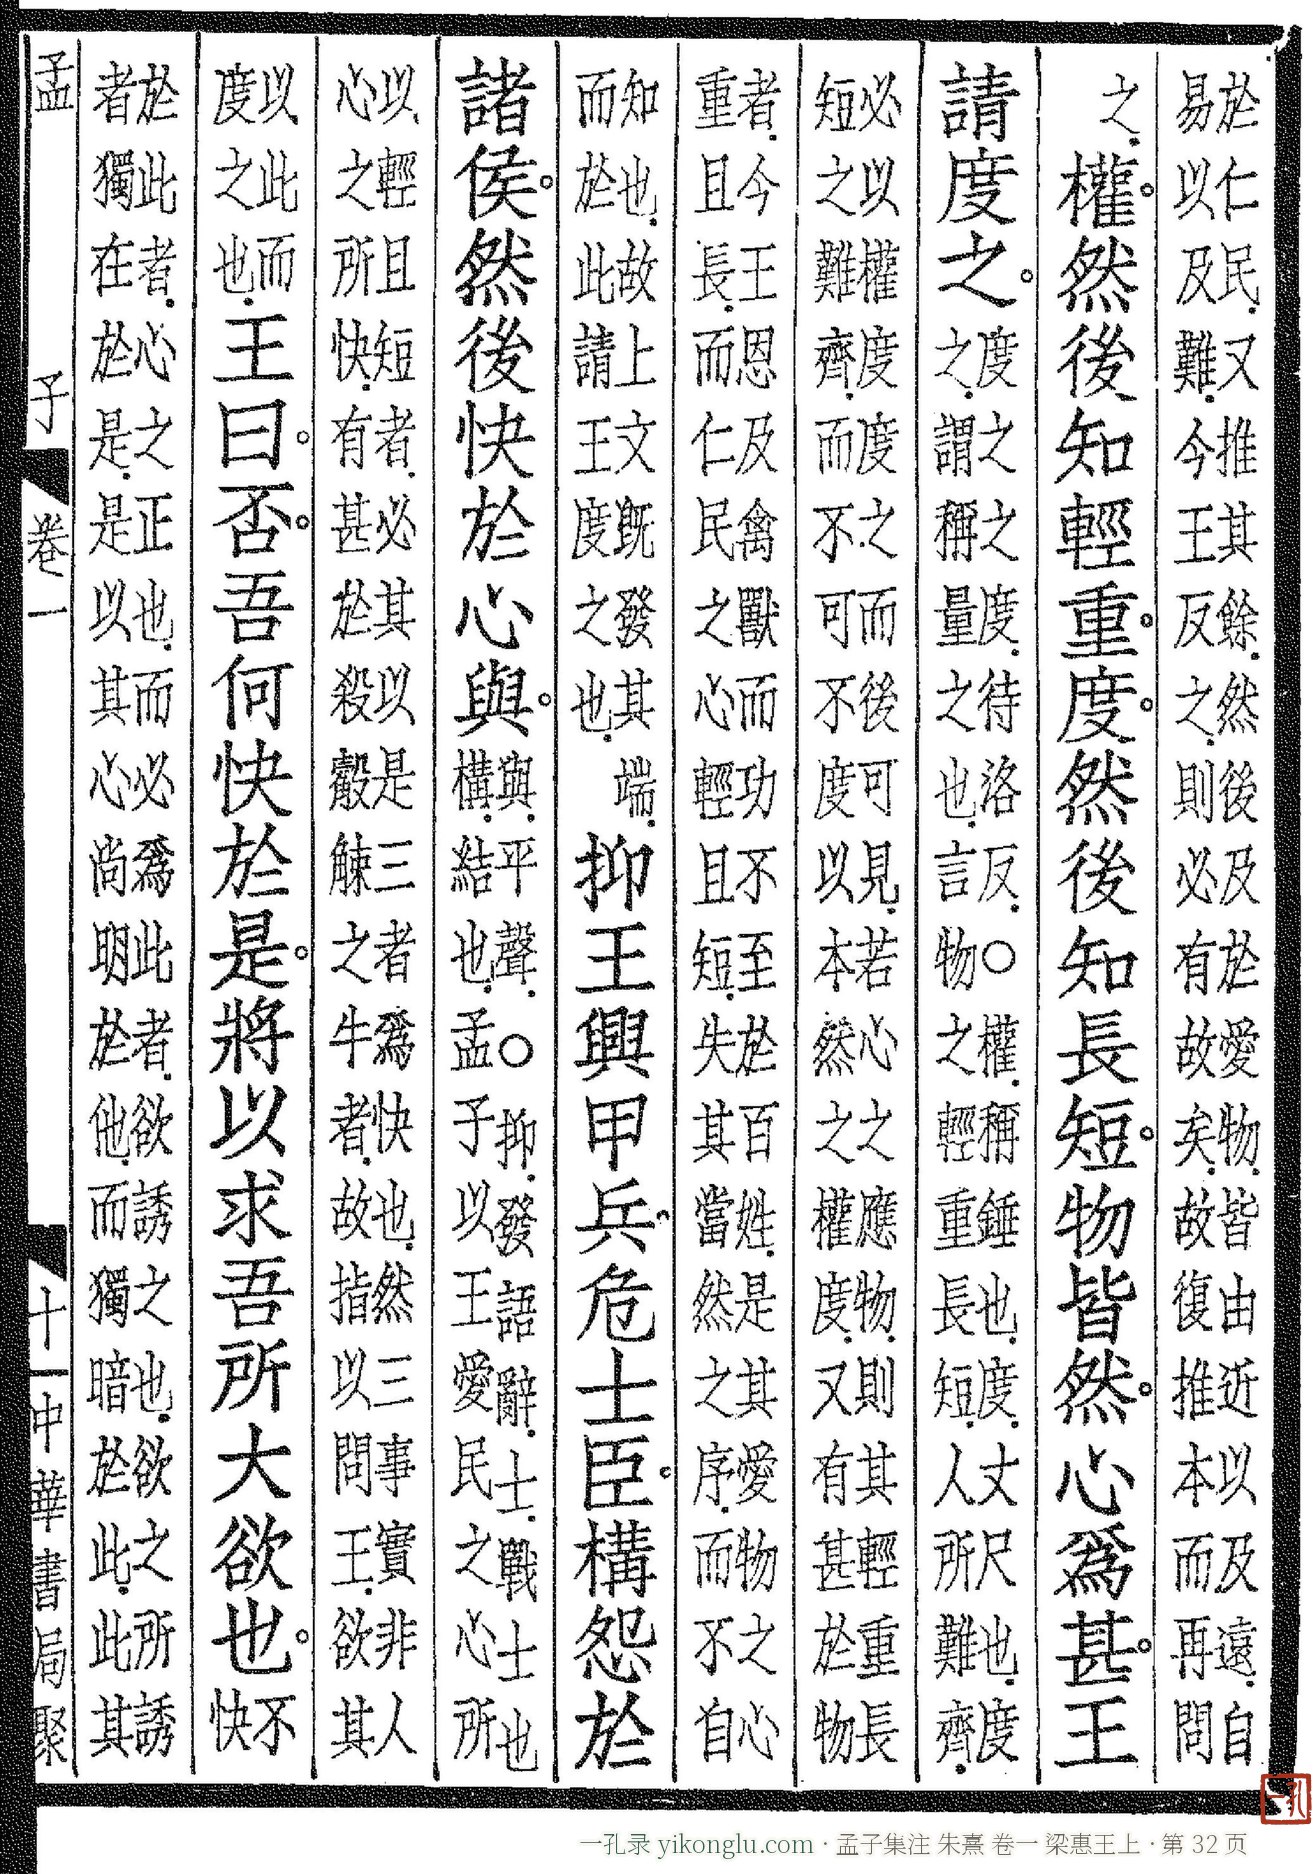 於仁民．又推其餘．然後及於愛物．皆由近以及遠．自
易以及難．今王反之．則必有故矣．故復推本而再問
之．權。然後知輕重。度。然後知長短。物皆然。心爲甚。王
請度之。
度之之度．待洛反．○權．稱錘也．度．丈尺也．度
之．謂稱量之也．言物之輕重長短．人所難齊．
必以權度度之而後可見．若心之應物．則其輕重長
短之難齊．而不可不度以本然之權度．又有甚於物
者．今王恩及禽獸而功不至於百姓．是其愛物之心
重且長．而仁民之心輕且短．失其當然之序．而不自
知也．故上文既發其端．
而於此請王度之也．
抑王興甲兵。危士臣。構怨於
諸侯。然後快於心與。
與．平聲．○抑．發語辭．士．戰士也
構．結也．孟子以王愛民之心所
以輕且短者．必其以是三者爲快也．然三事實非人
心之所快．有甚於殺觳觫之牛者．故指以問王．欲其
以此而
度之也．
王曰。否。吾何快於是。將以求吾所大欲也。
不
快
於此者．心之正也．而必爲此者．欲誘之也．欲之所誘
者獨在於是．是以其心尚明於他．而獨暗於此．此其
孟子 卷一 十一 中華書局聚
一孔录 yikonglu.com · 孟子集注 朱熹 卷一 梁惠王上 · 第 32 页
一孔